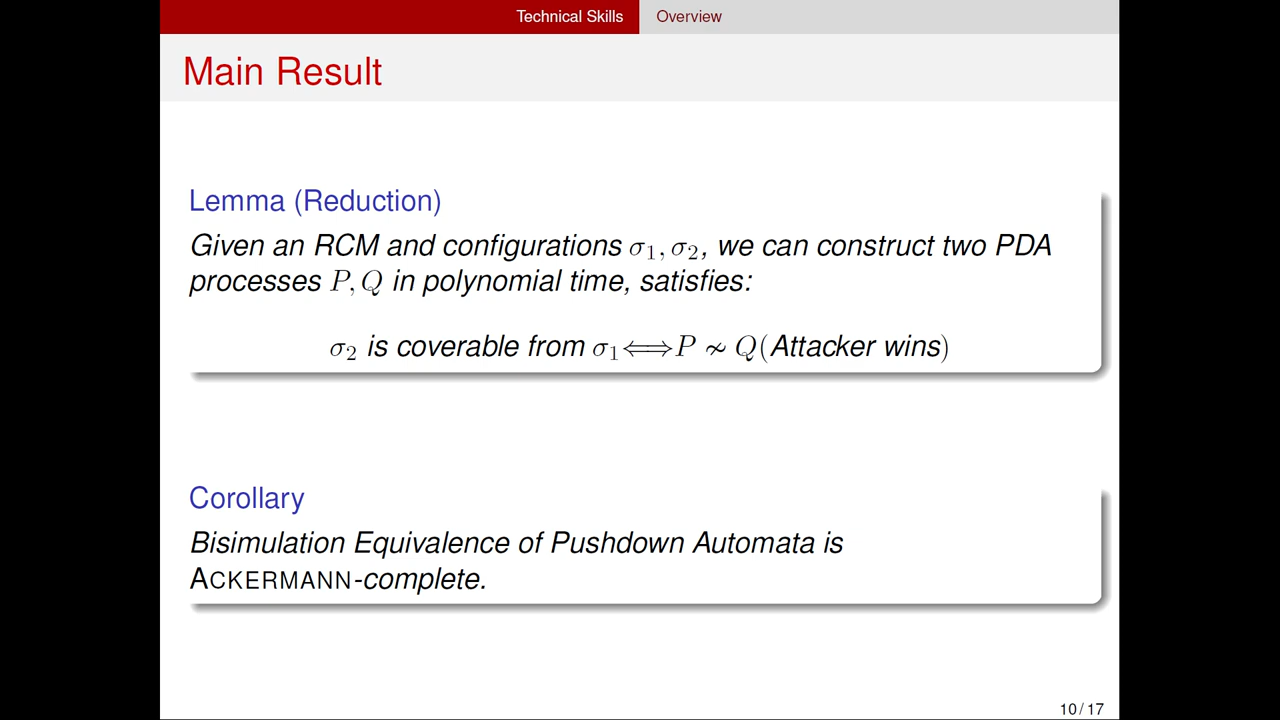 Technical Skills Overview
Main Result
Lemma (Reduction)
Given an RCM and configurations σ₁, σ₂, we can construct two PDA
processes P, Q in polynomial time, satisfies:
σ₂ is coverable from σ₁⟺P ≁ Q(Attacker wins)
Corollary
Bisimulation Equivalence of Pushdown Automata is
ACKERMANN-complete.
10 / 17